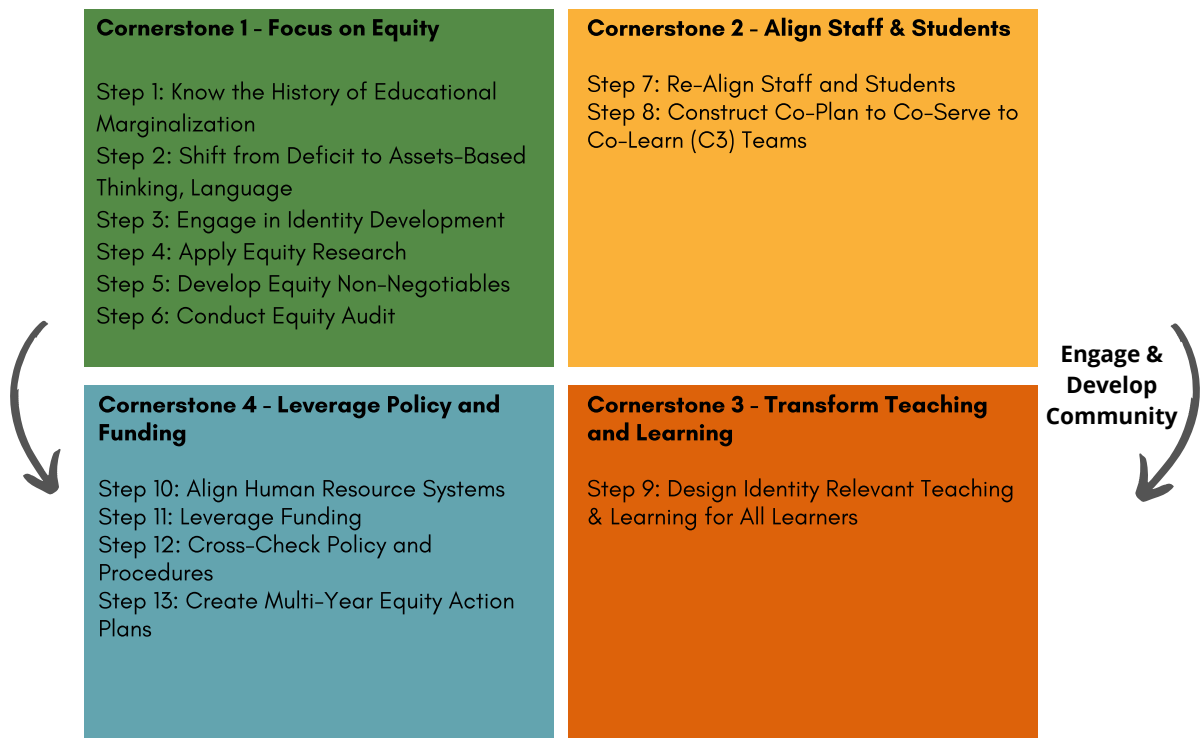 Cornerstone 1 - Focus on Equity
Step 1: Know the History of Educational
Marginalization
Step 2: Shift from Deficit to Assets-Based
Thinking, Language
Step 3: Engage in Identity Development
Step 4: Apply Equity Research
Step 5: Develop Equity Non-Negotiables
Step 6: Conduct Equity Audit
Cornerstone 2 - Align Staff & Students
Step 7: Re-Align Staff and Students
Step 8: Construct Co-Plan to Co-Serve to
Co-Learn (C3) Teams
Engage &
Develop
Community
Cornerstone 4 - Leverage Policy and
Funding
Step 10: Align Human Resource Systems
Step 11: Leverage Funding
Step 12: Cross-Check Policy and
Procedures
Step 13: Create Multi-Year Equity Action
Plans
Cornerstone 3 - Transform Teaching
and Learning
Step 9: Design Identity Relevant Teaching
& Learning for All Learners